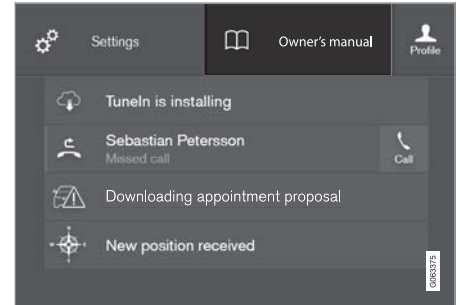 Settings
Owner's manual
Profile
TuneIn is installing
Sebastian Petersson
Missed call
Call
Downloading appointment proposal
New position received
G063375